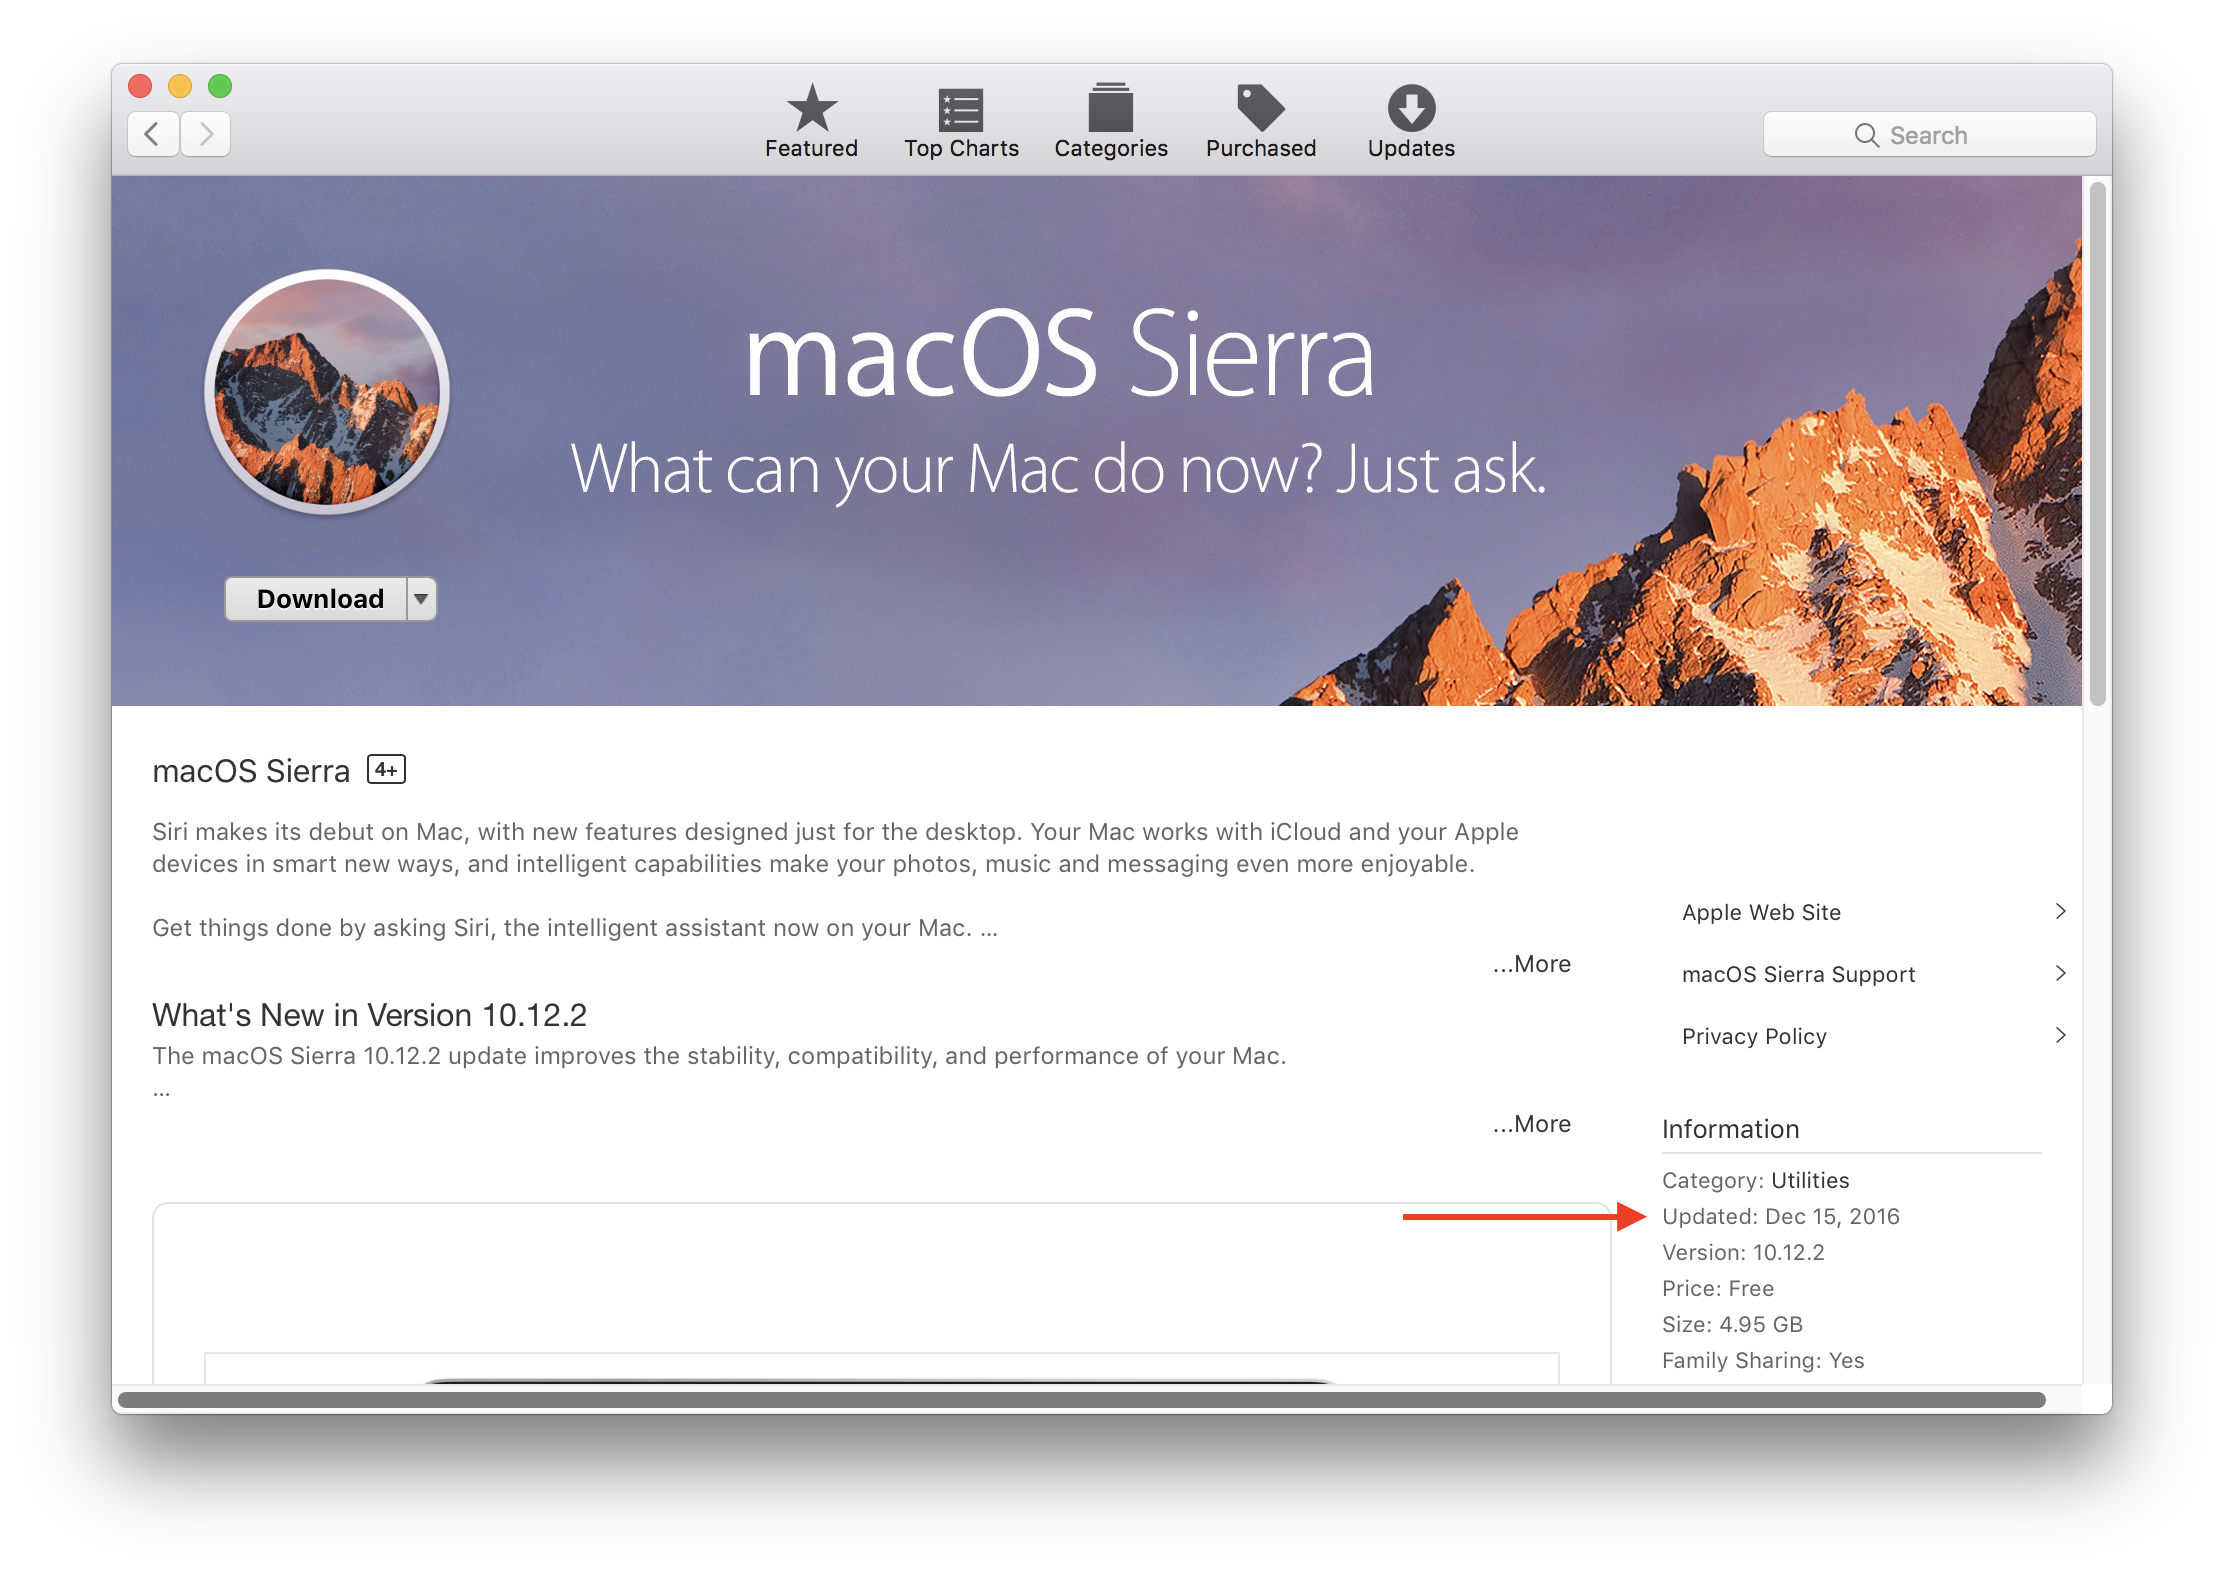 Featured
Top Charts
Categories
Purchased
Updates
Search
macOS Sierra
What can your Mac do now? Just ask.
Download
macOS Sierra 4+
Siri makes its debut on Mac, with new features designed just for the desktop. Your Mac works with iCloud and your Apple
devices in smart new ways, and intelligent capabilities make your photos, music and messaging even more enjoyable.
Get things done by asking Siri, the intelligent assistant now on your Mac. ...
...More
What's New in Version 10.12.2
The macOS Sierra 10.12.2 update improves the stability, compatibility, and performance of your Mac.
...
...More
Apple Web Site
macOS Sierra Support
Privacy Policy
Information
Category: Utilities
Updated: Dec 15, 2016
Version: 10.12.2
Price: Free
Size: 4.95 GB
Family Sharing: Yes